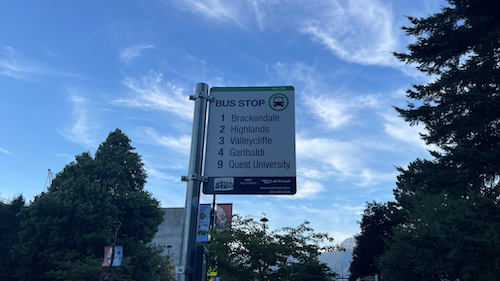 BUS STOP
1 Brackendale
2 Highlands
3 Valleycliffe
4 Garibaldi
9 Quest University